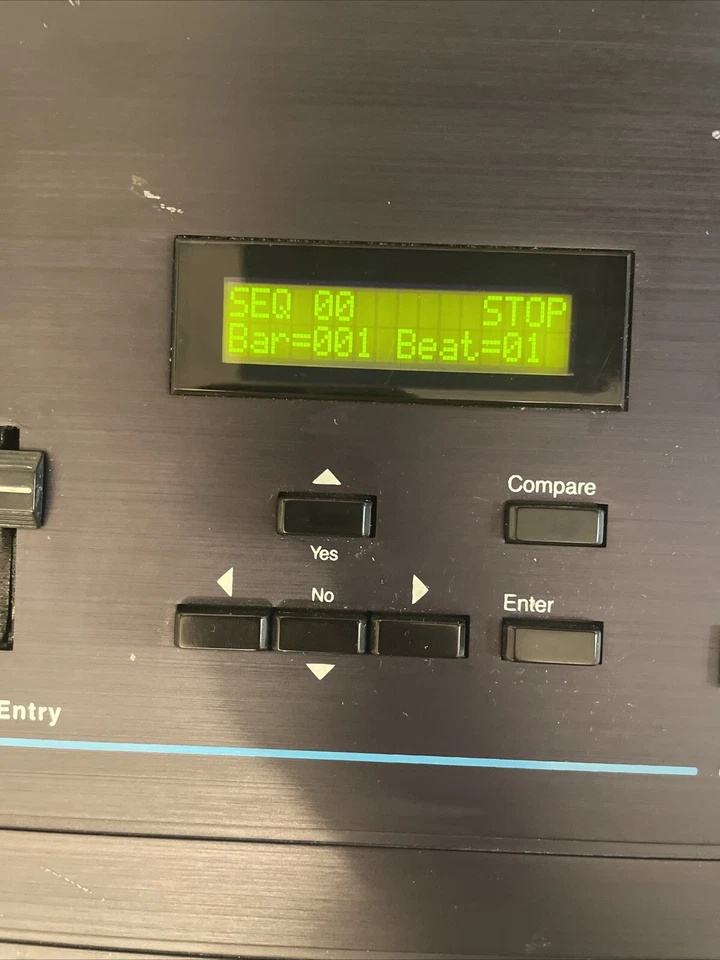 SEQ 00 STOP
Bar=001 Beat=01
Compare
Yes
No
Enter
Entry